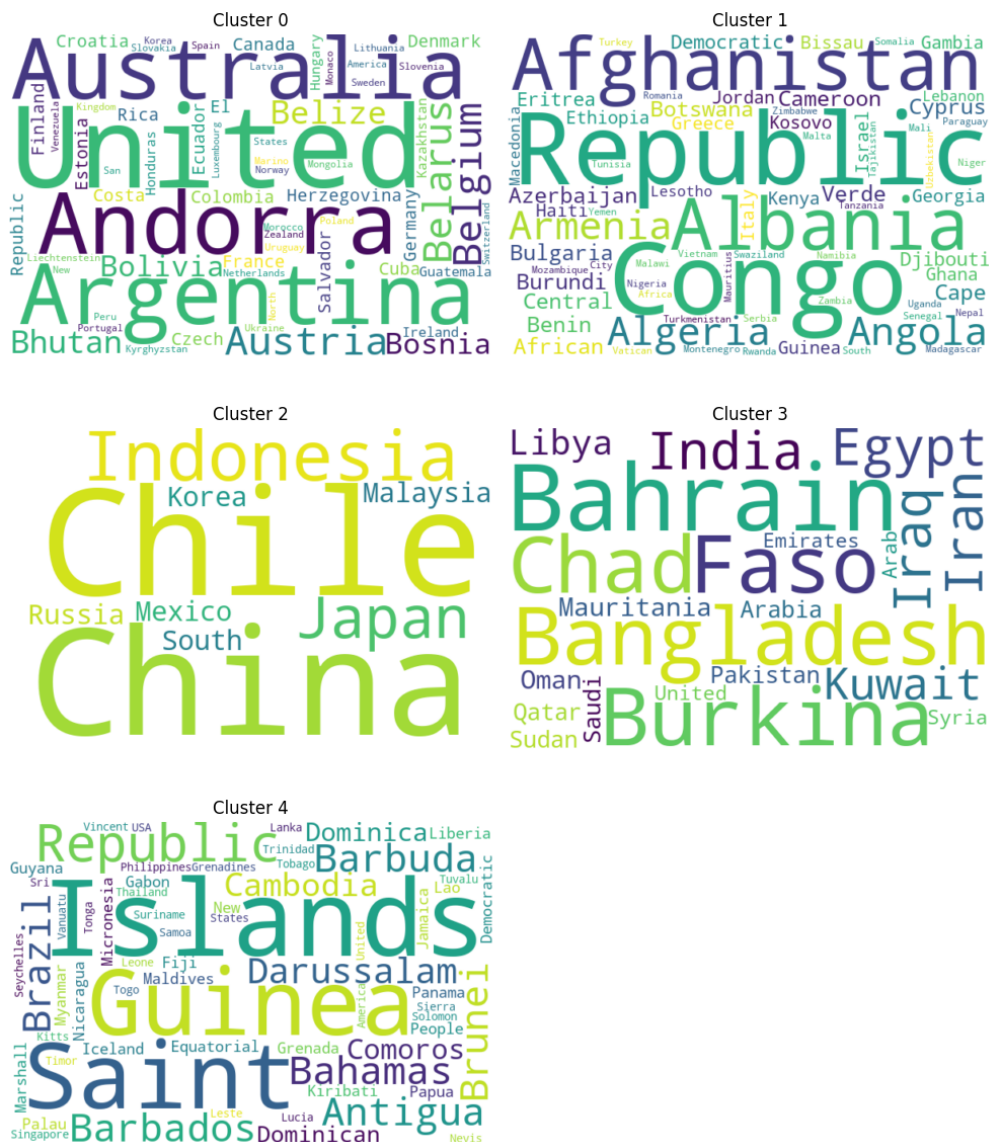 Cluster 0
Croatia
Korea
Slovakia
Spain
Canada
Latvia
Hungary
Monaco
Lithuania
America
Sweden
Denmark
Slovenia
Australia
Finland
Venezuela
Kingdom
Estonia
Rica
San
Honduras
Ecuador
El
Luxembourg
States
Marino
Norway
Belize
Mongolia
Kazakhstan
Belarus
Belgium
Switzerland
United
Republic
Costa
Colombia
Herzegovina
Germany
Andorra
Morocco
Zealand
Poland
Uruguay
Liechtenstein
New
Bolivia
France
Netherlands
North
Salvador
Cuba
Guatemala
Argentina
Peru
Portugal
Ukraine
Ireland
Bhutan
Kyrghyzstan
Czech
Austria
Bosnia
Cluster 1
Turkey
Democratic
Bissau
Somalia
Gambia
Afghanistan
Romania
Eritrea
Ethiopia
Botswana
Greece
Jordan
Cameroon
Kosovo
Zimbabwe
Malta
Israel
Tajikistan
Lebanon
Cyprus
Mali
Paraguay
Uzbekistan
Niger
Macedonia
Tunisia
Republic
Azerbaijan
Lesotho
Haiti
Yemen
Italy
Kenya
Verde
Tanzania
Georgia
Armenia
Albania
Bulgaria
Vietnam
Swaziland
Namibia
Djibouti
Mozambique
City
Malawi
Mauritius
Ghana
Burundi
Nigeria
Africa
Congo
Zambia
Cape
Central
Uganda
Nepal
Turkmenistan
Serbia
Senegal
Benin
Algeria
Angola
African
Vatican
Montenegro
Rwanda
Guinea
South
Madagascar
Cluster 2
Indonesia
Korea
Malaysia
Chile
Russia
Mexico
Japan
South
China
Cluster 3
Libya
India
Egypt
Bahrain
Iraq
Iran
Chad
Faso
Emirates
Arab
Mauritania
Arabia
Bangladesh
Oman
Saudi
Pakistan
Kuwait
United
Qatar
Burkina
Syria
Sudan
Cluster 4
Vincent
USA
Lanka
Dominica
Liberia
Republic
Trinidad
Barbuda
Guyana
Philippines
Grenadines
Tobago
Sri
Gabon
Thailand
Cambodia
Lao
Tuvalu
Democratic
Brazil
Vanuatu
Tonga
Micronesia
Suriname
New
States
Samoa
Jamaica
Islands
Seychelles
Myanmar
Nicaragua
Leone
Fiji
United
Maldives
Darussalam
Togo
Guinea
America
Panama
Sierra
Solomon
People
Brunei
Kitts
Iceland
Equatorial
Grenada
Comoros
Marshall
Timor
Saint
Bahamas
Kiribati
Papua
Palau
Leste
Lucia
Antigua
Singapore
Barbados
Dominican
Nevis